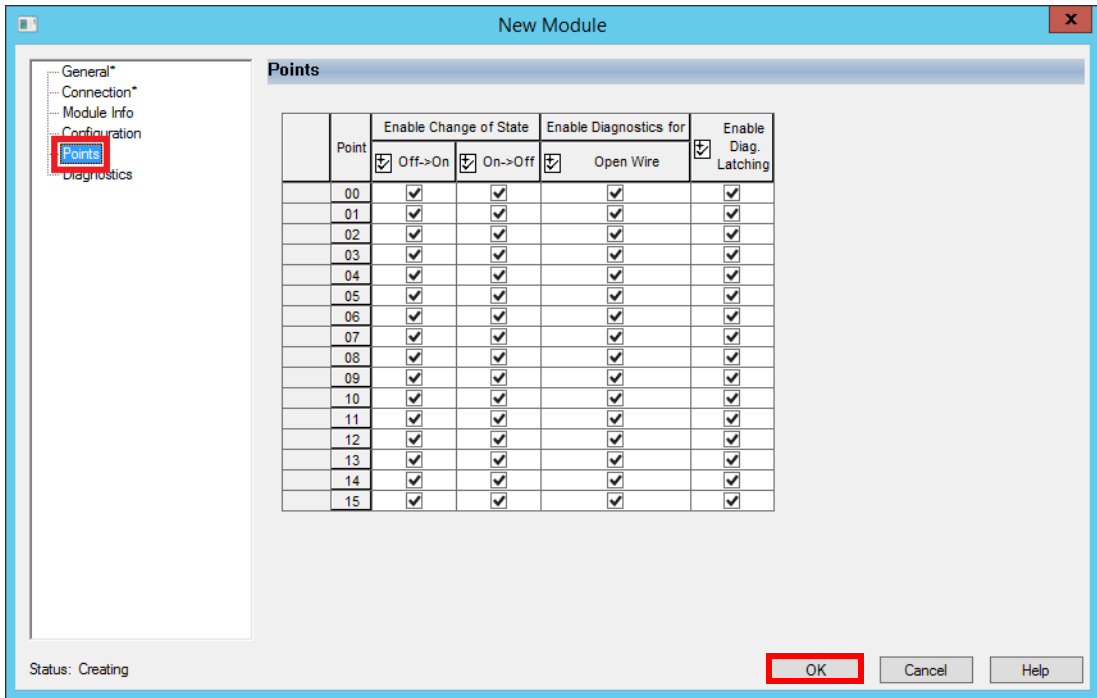 New Module
x
General*
Connection*
Module Info
Configuration
Points
Diagnostics
Points
Point
Enable Change of State
Off->On
On->Off
Enable Diagnostics for
Open Wire
Enable
Diag.
Latching
00
01
02
03
04
05
06
07
08
09
10
11
12
13
14
15
Status: Creating
OK
Cancel
Help